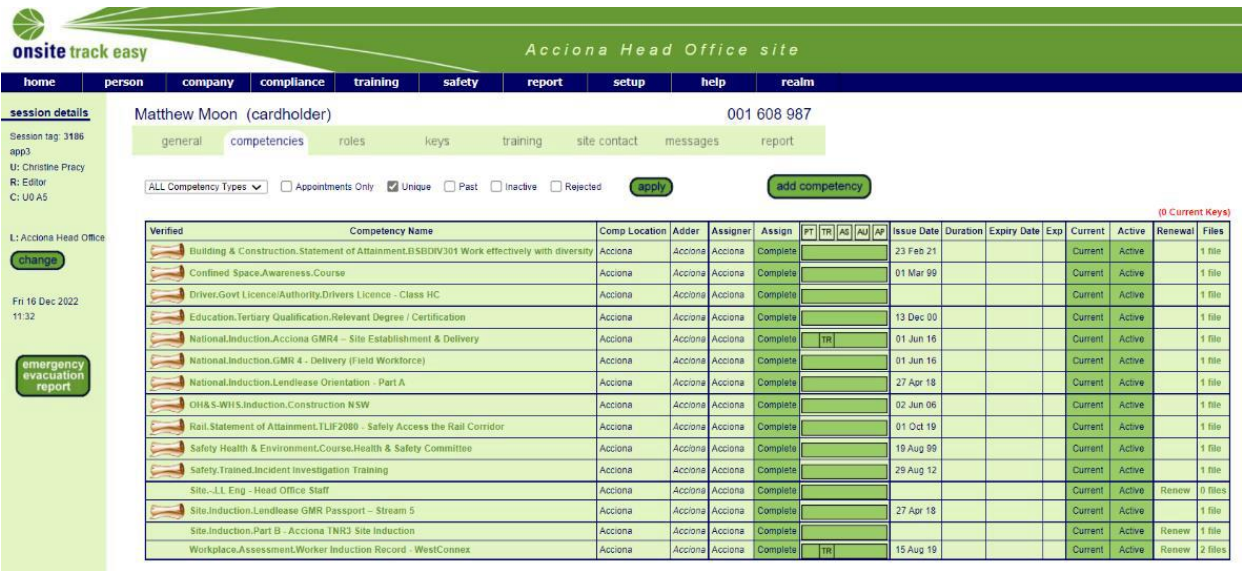 onsite track easy
Acciona Head Office site
home person company compliance training safety report setup help realm
session details
Session tag: 3186
app3
U: Christine Pracy
R: Editor
C: U0 A5
L: Acciona Head Office
change
Fri 16 Dec 2022
11:32
emergency
evacuation
report
Matthew Moon (cardholder) 001 608 987
general competencies roles keys training site contact messages report
ALL Competency Types Appointments Only Unique Past Inactive Rejected apply add competency
(0 Current Keys)
Verified Competency Name Comp Location Adder Assigner Assign PT TR AS AU AP Issue Date Duration Expiry Date Exp Current Active Renewal Files
Building & Construction.Statement of Attainment.BSBDIV301 Work effectively with diversity Acciona Acciona Acciona Complete 23 Feb 21 Current Active 1 file
Confined Space.Awareness.Course Acciona Acciona Acciona Complete 01 Mar 99 Current Active 1 file
Driver.Govt Licence/Authority.Drivers Licence - Class HC Acciona Acciona Acciona Complete Current Active 1 file
Education.Tertiary Qualification.Relevant Degree / Certification Acciona Acciona Acciona Complete 13 Dec 00 Current Active 1 file
National.Induction.Acciona GMR4 – Site Establishment & Delivery Acciona Acciona Acciona Complete TR 01 Jun 16 Current Active 1 file
National.Induction.GMR 4 - Delivery (Field Workforce) Acciona Acciona Acciona Complete 01 Jun 16 Current Active 1 file
National.Induction.Lendlease Orientation - Part A Acciona Acciona Acciona Complete 27 Apr 18 Current Active 1 file
OH&S-WHS.Induction.Construction NSW Acciona Acciona Acciona Complete 02 Jun 06 Current Active 1 file
Rail.Statement of Attainment.TLIF2080 - Safely Access the Rail Corridor Acciona Acciona Acciona Complete 01 Oct 19 Current Active 1 file
Safety Health & Environment.Course.Health & Safety Committee Acciona Acciona Acciona Complete 19 Aug 99 Current Active 1 file
Safety.Trained.Incident Investigation Training Acciona Acciona Acciona Complete 29 Aug 12 Current Active 1 file
Site.-.LL Eng - Head Office Staff Acciona Acciona Acciona Complete Current Active Renew 0 files
Site.Induction.Lendlease GMR Passport – Stream 5 Acciona Acciona Acciona Complete 27 Apr 18 Current Active 1 file
Site.Induction.Part B - Acciona TNR3 Site Induction Acciona Acciona Acciona Complete Current Active Renew 1 file
Workplace.Assessment.Worker Induction Record - WestConnex Acciona Acciona Acciona Complete TR 15 Aug 19 Current Active Renew 2 files